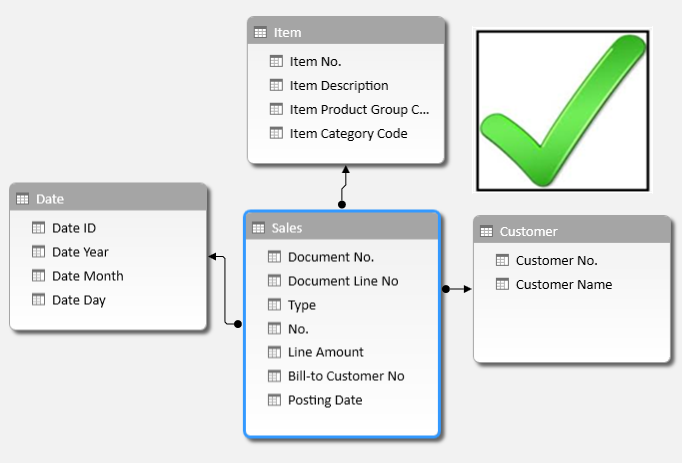 Item
Item No.
Item Description
Item Product Group C...
Item Category Code
Date
Date ID
Date Year
Date Month
Date Day
Sales
Document No.
Document Line No
Type
No.
Line Amount
Bill-to Customer No
Posting Date
Customer
Customer No.
Customer Name